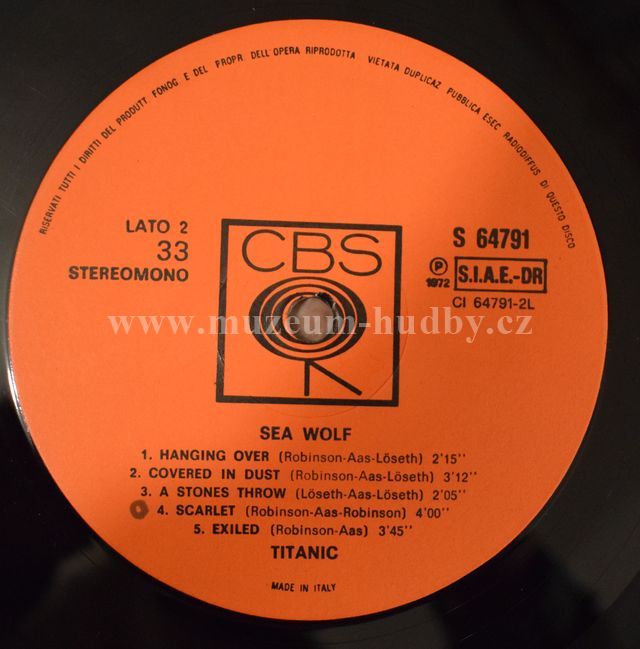 RISERVATI TUTTI I DIRITTI DEL PRODUTT FONOG E DEL PROPR DELL'OPERA RIPRODOTTA VIETATA DUPLICAZ PUBBLICA ESEC RADIODIFFUS DI QUESTO DISCO
LATO 2
33
STEREOMONO
CBS
S 64791
P
1972
S.I.A.E.-DR
CI 64791-2L
www.muzeum-hudby.cz
SEA WOLF
1. HANGING OVER (Robinson-Aas-Löseth) 2'15''
2. COVERED IN DUST (Robinson-Aas-Löseth) 3'12''
3. A STONES THROW (Löseth-Aas-Löseth) 2'05''
4. SCARLET (Robinson-Aas-Robinson) 4'00''
5. EXILED (Robinson-Aas) 3'45''
TITANIC
MADE IN ITALY